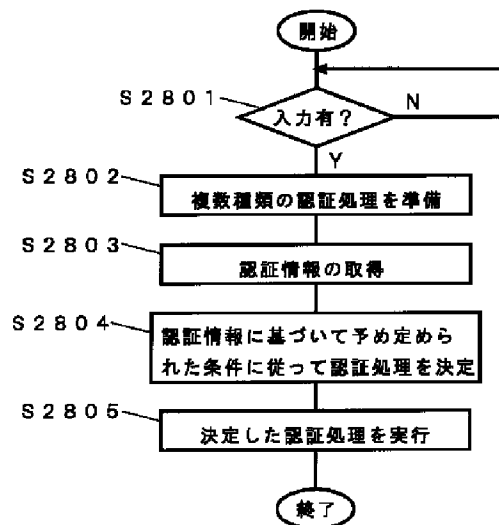 開始
S2801
入力有?
N
Y
S2802
複数種類の認証処理を準備
S2803
認証情報の取得
S2804
認証情報に基づいて予め定めら
れた条件に従って認証処理を決定
S2805
決定した認証処理を実行
終了